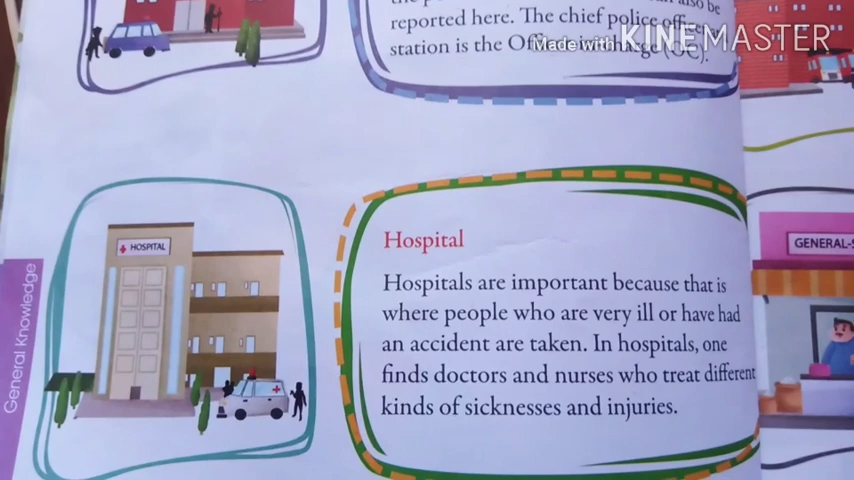 reported here. The chief police
station is the
Made with KINEMASTER
HOSPITAL
Hospital
Hospitals are important because that is
where people who are very ill or have had
an accident are taken. In hospitals, one
finds doctors and nurses who treat different
kinds of sicknesses and injuries.
General Knowledge